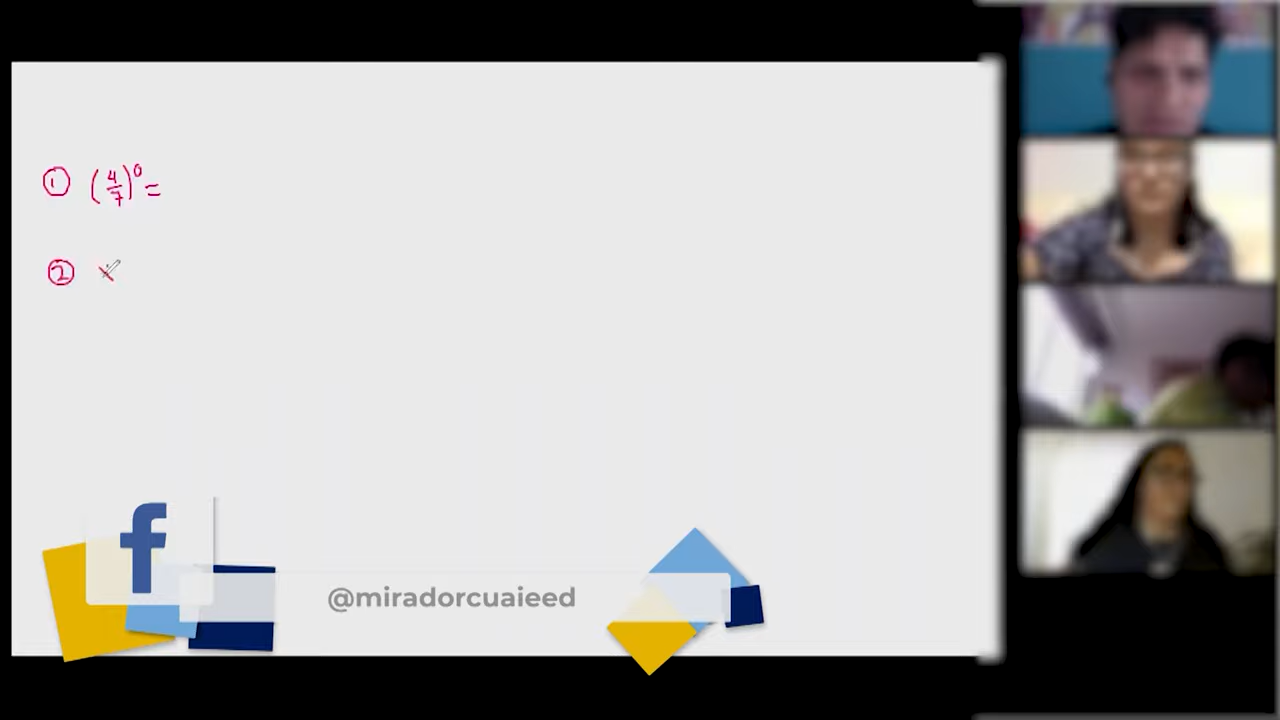 ① (4/7)⁰ =
② x
@miradorcuaieed